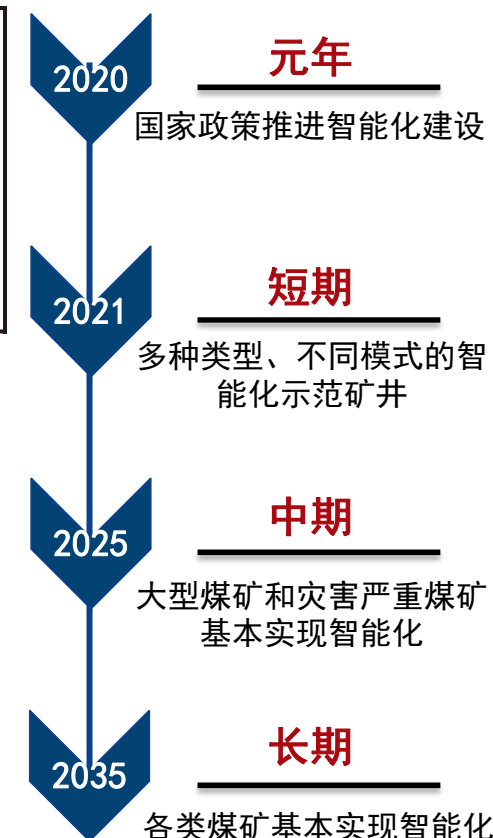 2020
元年
国家政策推进智能化建设
2021
短期
多种类型、不同模式的智
能化示范矿井
2025
中期
大型煤矿和灾害严重煤矿
基本实现智能化
2035
长期
各类煤矿基本实现智能化